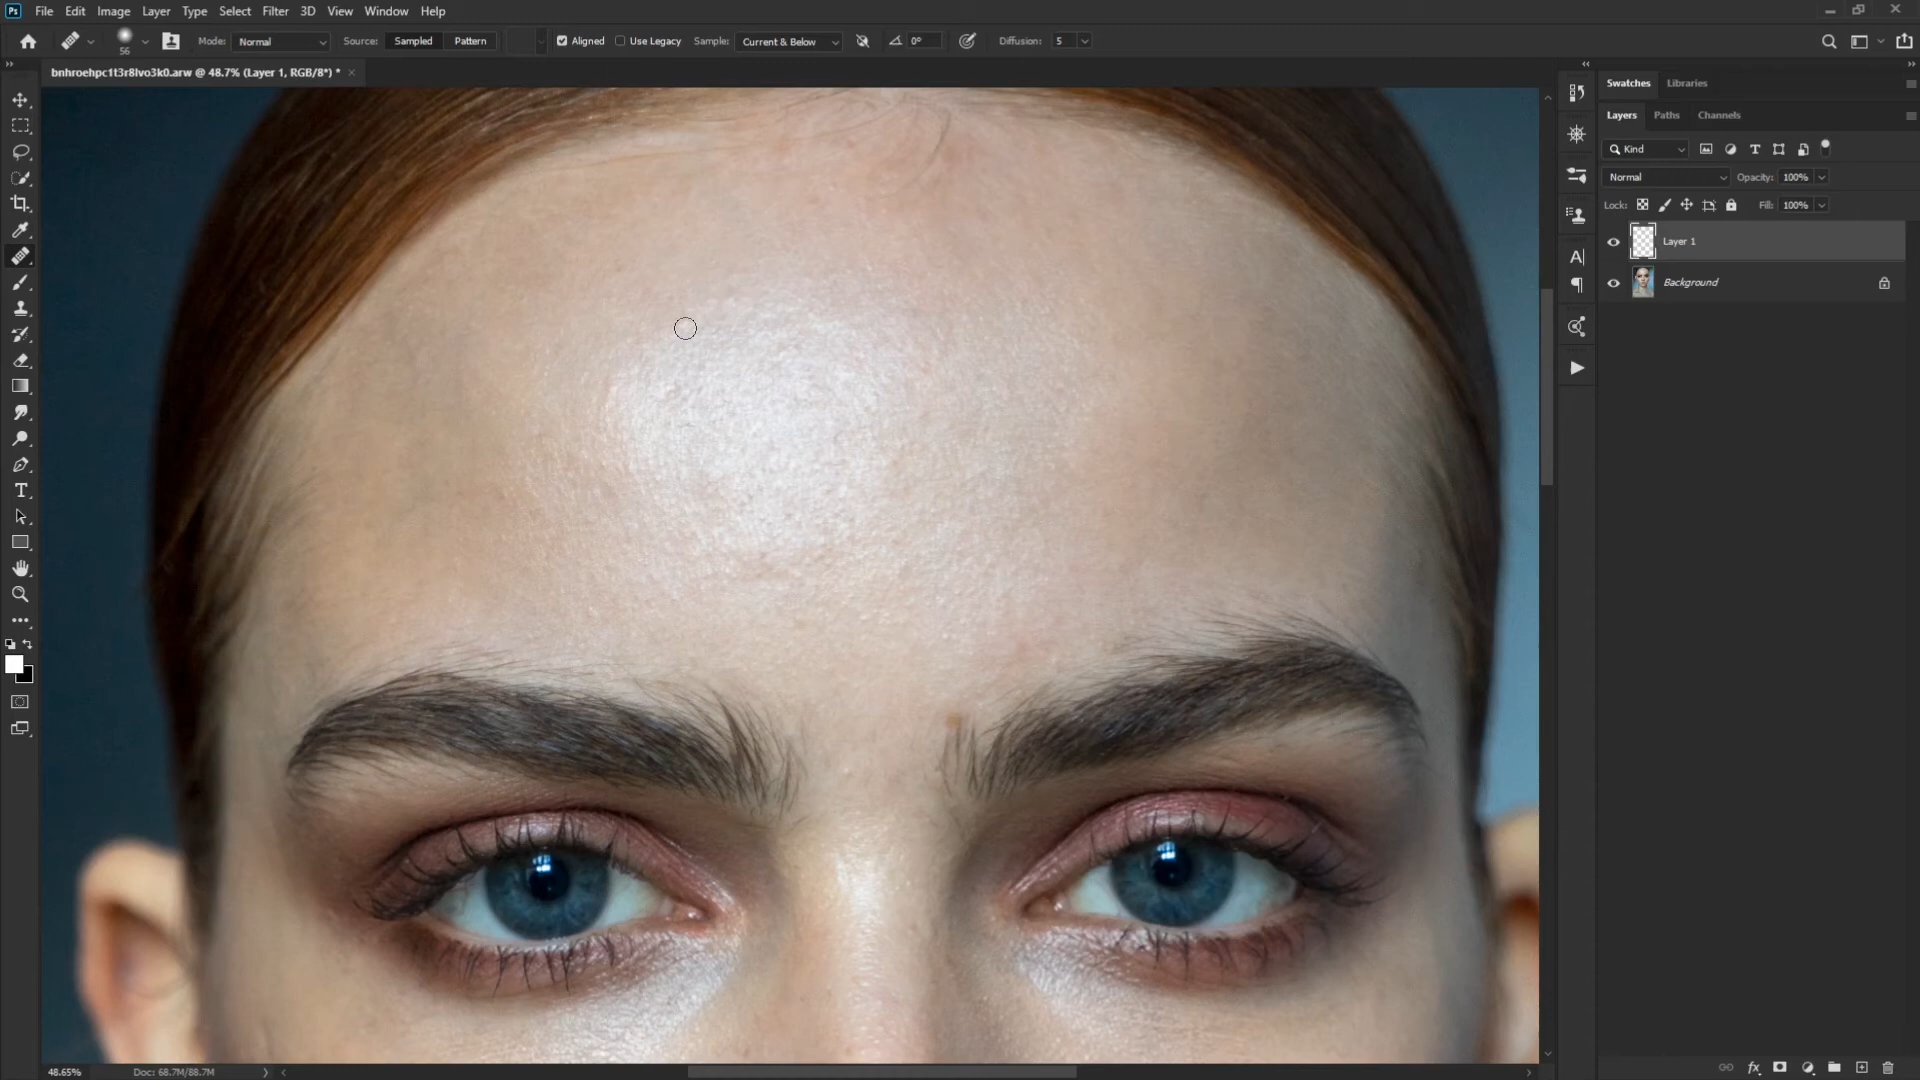 Ps File Edit Image Layer Type Select Filter 3D View Window Help
56 Mode: Normal Source: Sampled Pattern Aligned Use Legacy Sample: Current & Below 0° Diffusion: 5
bnhroehpc1t3r8lvo3k0.arw @ 48.7% (Layer 1, RGB/8*) * ×
Swatches Libraries
Layers Paths Channels
Kind
Normal Opacity: 100%
Lock: Fill: 100%
Layer 1
Background
48.65% Doc: 68.7M/88.7M